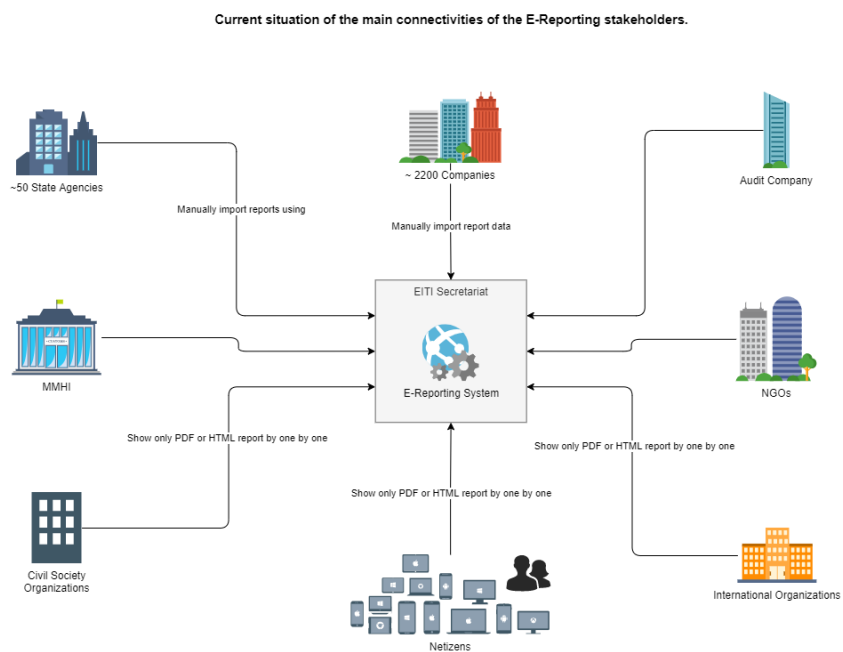 Current situation of the main connectivities of the E-Reporting stakeholders.
~50 State Agencies
~ 2200 Companies
Audit Company
Manually import reports using
Manually import report data
EITI Secretariat
E-Reporting System
MMHI
NGOs
Show only PDF or HTML report by one by one
Show only PDF or HTML report by one by one
Show only PDF or HTML report by one by one
Civil Society
Organizations
International Organizations
Netizens